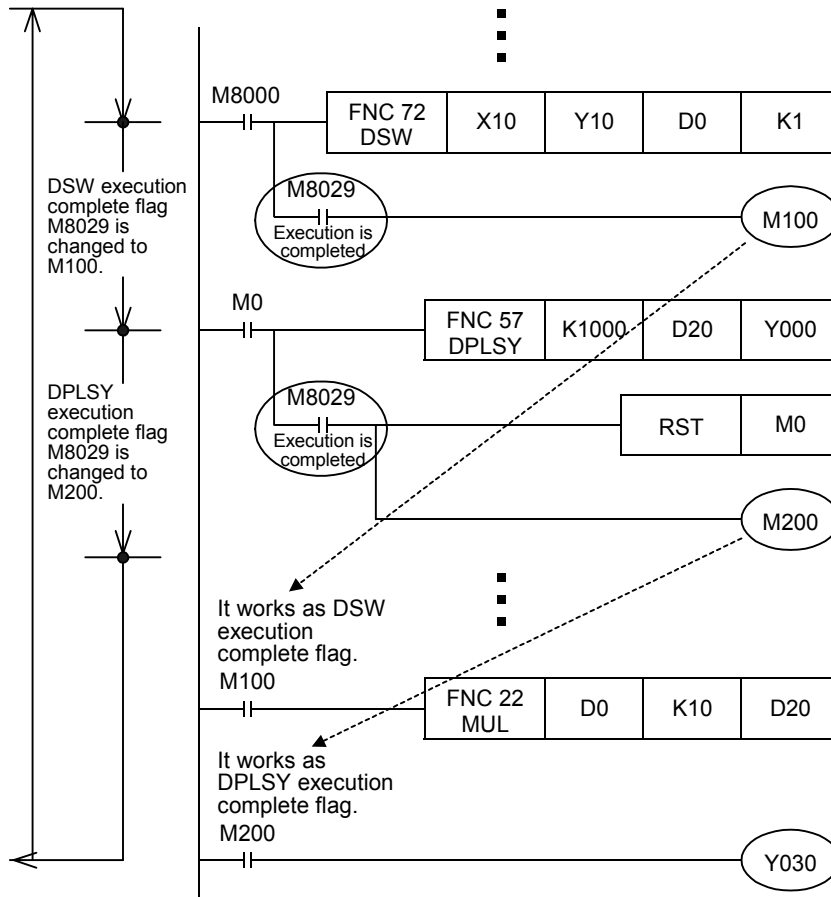 M8000
FNC 72 X10 Y10 D0 K1
DSW
DSW execution
complete flag
M8029 is
changed to
M100.
M8029
Execution is
completed
M100
M0
FNC 57 K1000 D20 Y000
DPLSY
DPLSY
execution
complete flag
M8029 is
changed to
M200.
M8029
Execution is
completed
RST M0
M200
It works as DSW
execution
complete flag.
M100
FNC 22 D0 K10 D20
MUL
It works as
DPLSY execution
complete flag.
M200
Y030